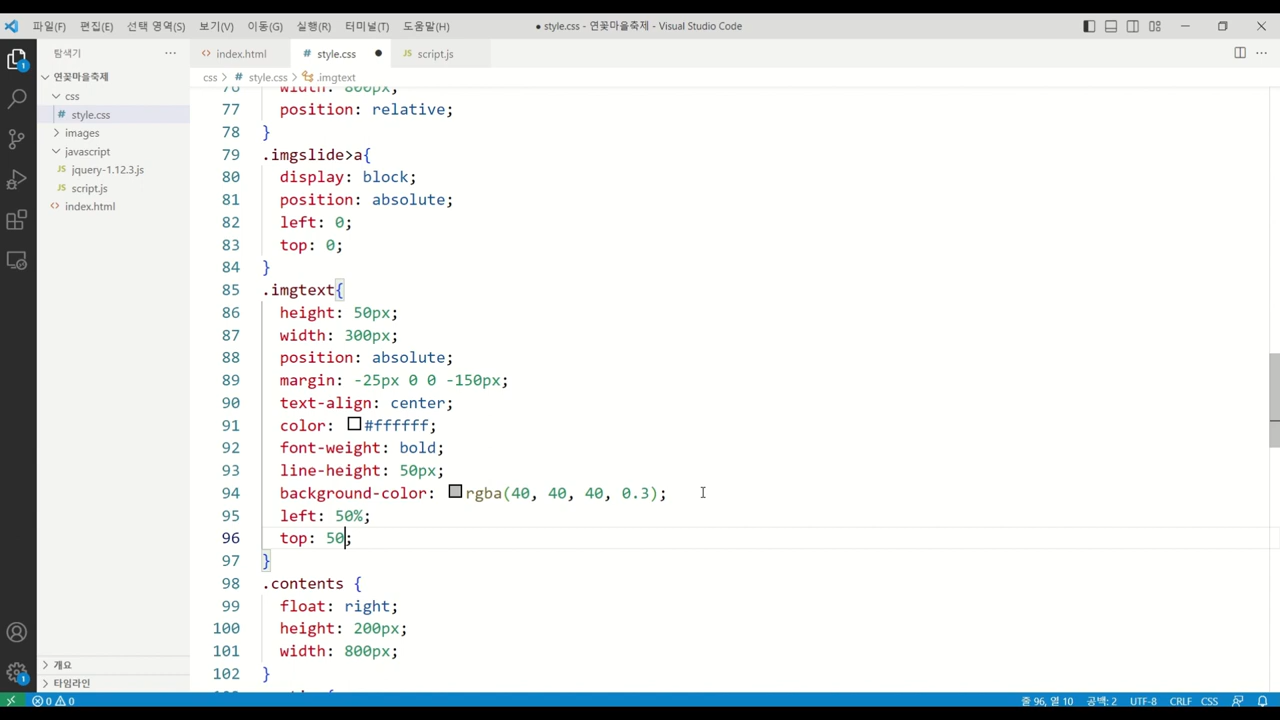 파일(F) 편집(E) 선택 영역(S) 보기(V) 이동(G) 실행(R) 터미널(T) 도움말(H) ● style.css - 연꽃마을축제 - Visual Studio Code
탐색기 ···
index.html
# style.css ●
JS script.js
연꽃마을축제
css > # style.css > .imgtext
css
# style.css
images
javascript
JS jquery-1.12.3.js
JS script.js
index.html
76 width: 800px;
77 position: relative;
78 }
79 .imgslide>a{
80 display: block;
81 position: absolute;
82 left: 0;
83 top: 0;
84 }
85 .imgtext{
86 height: 50px;
87 width: 300px;
88 position: absolute;
89 margin: -25px 0 0 -150px;
90 text-align: center;
91 color: #ffffff;
92 font-weight: bold;
93 line-height: 50px;
94 background-color: rgba(40, 40, 40, 0.3);
95 left: 50%;
96 top: 50;
97 }
98 .contents {
99 float: right;
100 height: 200px;
101 width: 800px;
102 }
개요
타임라인
1
1
0 0 줄 96, 열 10 공백: 2 UTF-8 CRLF CSS